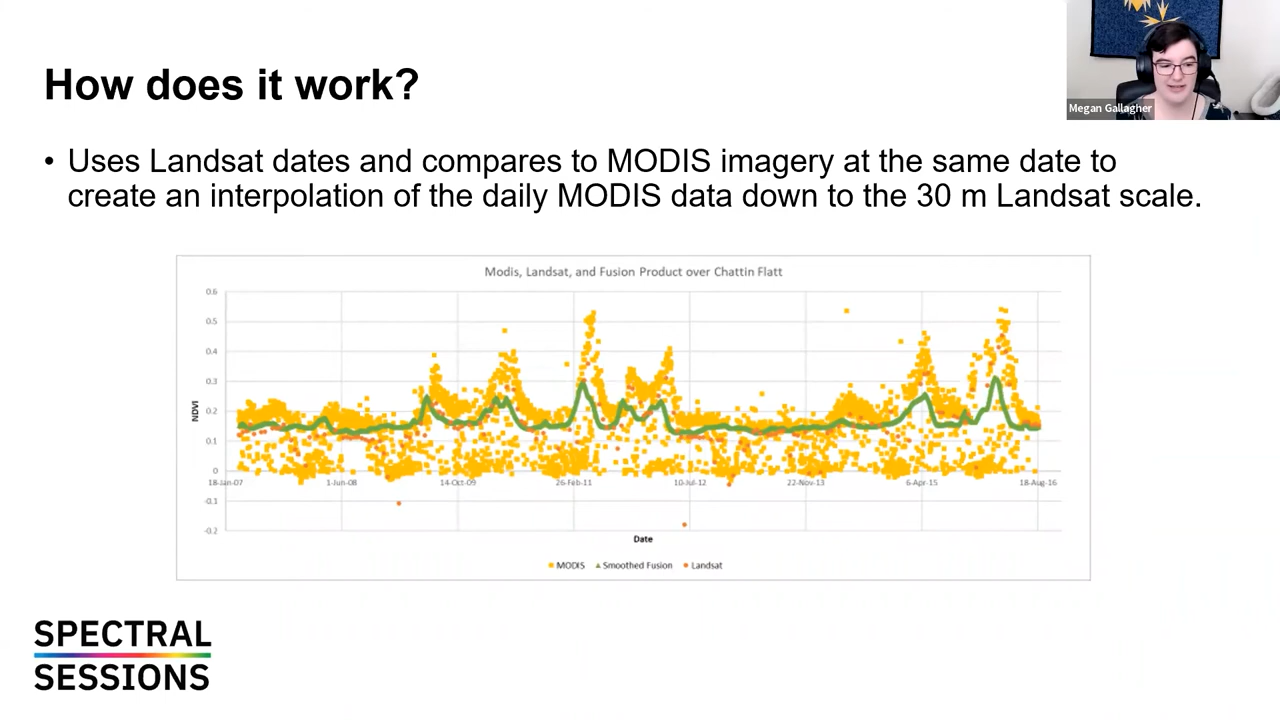 How does it work?
Megan Gallagher
• Uses Landsat dates and compares to MODIS imagery at the same date to
create an interpolation of the daily MODIS data down to the 30 m Landsat scale.
Modis, Landsat, and Fusion Product over Chattin Flatt
0.6
0.5
0.4
0.3
0.2
0.1
0
-0.1
-0.2
NDVI
18-Jan-07 1-Jun-08 14-Oct-09 26-Feb-11 10-Jul-12 22-Nov-13 6-Apr-15 18-Aug-16
Date
MODIS Smoothed Fusion Landsat
SPECTRAL
SESSIONS